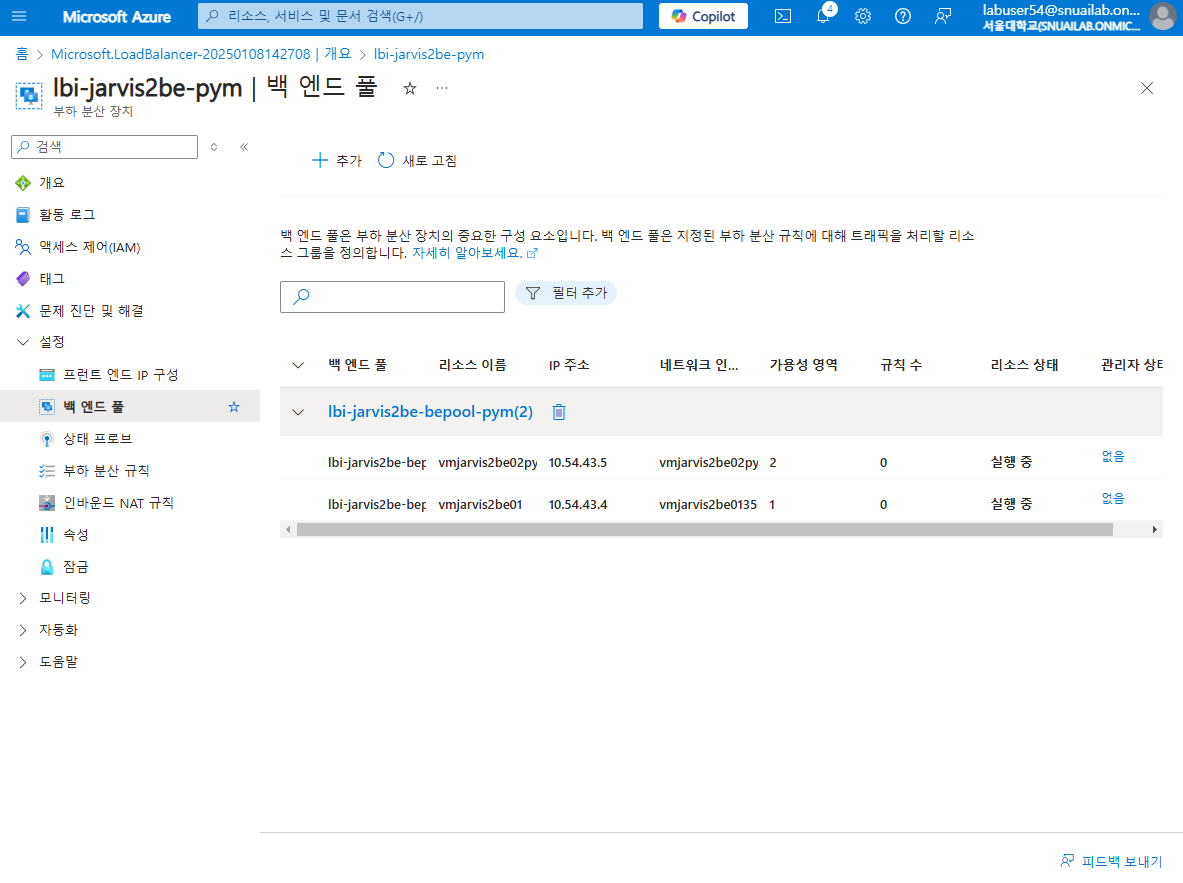 Microsoft Azure
리소스, 서비스 및 문서 검색(G+/)
Copilot
4
labuser54@snuailab.on...
서울대학교(SNUAILAB.ONMIC...
홈 > Microsoft.LoadBalancer-20250108142708 | 개요 > lbi-jarvis2be-pym
lbi-jarvis2be-pym | 백 엔드 풀 ...
부하 분산 장치
검색
개요
활동 로그
액세스 제어(IAM)
태그
문제 진단 및 해결
설정
프런트 엔드 IP 구성
백 엔드 풀
상태 프로브
부하 분산 규칙
인바운드 NAT 규칙
속성
잠금
모니터링
자동화
도움말
추가 새로 고침
백 엔드 풀은 부하 분산 장치의 중요한 구성 요소입니다. 백 엔드 풀은 지정된 부하 분산 규칙에 대해 트래픽을 처리할 리소
스 그룹을 정의합니다. 자세히 알아보세요.
필터 추가
백 엔드 풀 리소스 이름 IP 주소 네트워크 인... 가용성 영역 규칙 수 리소스 상태 관리자 상태
lbi-jarvis2be-bepool-pym(2)
lbi-jarvis2be-bep vmjarvis2be02py 10.54.43.5 vmjarvis2be02py 2 0 실행 중 없음
lbi-jarvis2be-bep vmjarvis2be01 10.54.43.4 vmjarvis2be0135 1 0 실행 중 없음
피드백 보내기